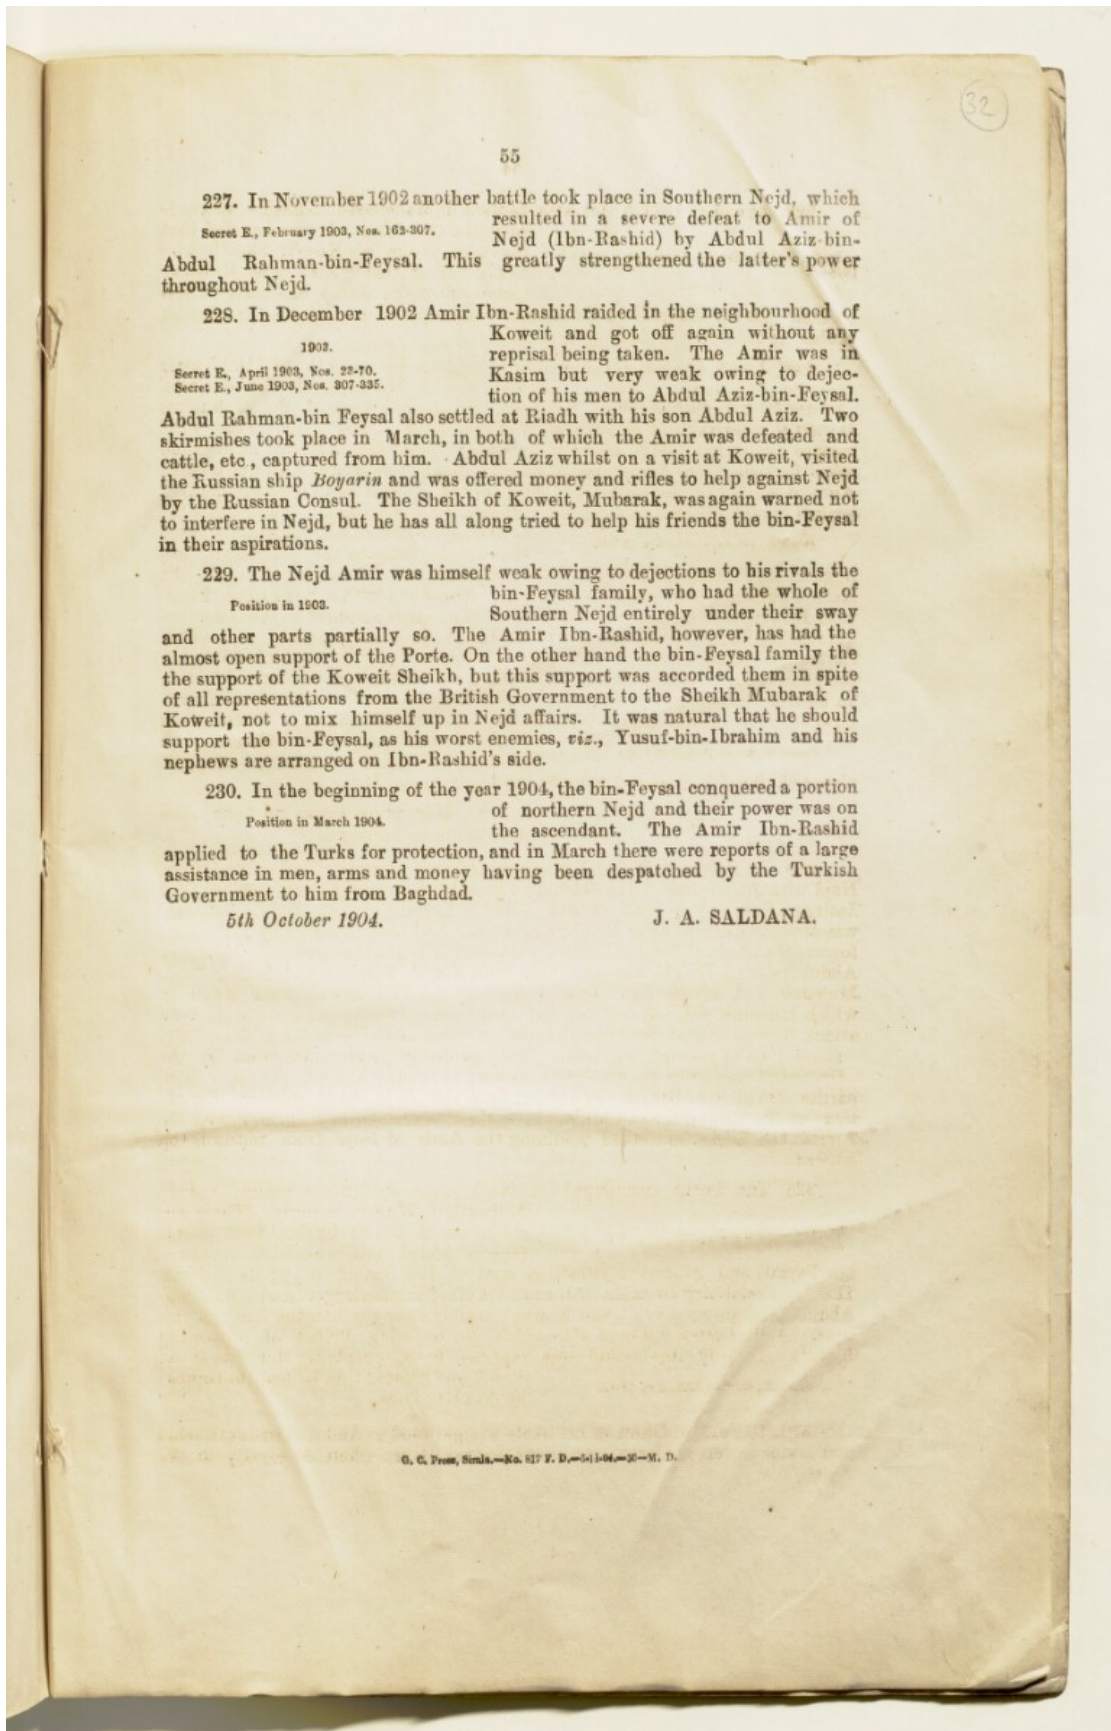 32
55
227. In November 1902 another battle took place in Southern Nejd, which
resulted in a severe defeat to Amir of
Secret E., February 1903, Nos. 163-307.
Nejd (Ibn-Rashid) by Abdul Aziz-bin-
Abdul Rahman-bin-Feysal. This greatly strengthened the latter's power
throughout Nejd.
228. In December 1902 Amir Ibn-Rashid raided in the neighbourhood of
Koweit and got off again without any
1903.
reprisal being taken. The Amir was in
Secret E., April 1903, Nos. 22-70.
Kasim but very weak owing to dejec-
Secret E., June 1903, Nos. 307-335.
tion of his men to Abdul Aziz-bin-Feysal.
Abdul Rahman-bin Feysal also settled at Riadh with his son Abdul Aziz. Two
skirmishes took place in March, in both of which the Amir was defeated and
cattle, etc., captured from him. Abdul Aziz whilst on a visit at Koweit, visited
the Russian ship Boyarin and was offered money and rifles to help against Nejd
by the Russian Consul. The Sheikh of Koweit, Mubarak, was again warned not
to interfere in Nejd, but he has all along tried to help his friends the bin-Feysal
in their aspirations.
229. The Nejd Amir was himself weak owing to dejections to his rivals the
bin-Feysal family, who had the whole of
Position in 1903.
Southern Nejd entirely under their sway
and other parts partially so. The Amir Ibn-Rashid, however, has had the
almost open support of the Porte. On the other hand the bin-Feysal family the
the support of the Koweit Sheikh, but this support was accorded them in spite
of all representations from the British Government to the Sheikh Mubarak of
Koweit, not to mix himself up in Nejd affairs. It was natural that he should
support the bin-Feysal, as his worst enemies, viz., Yusuf-bin-Ibrahim and his
nephews are arranged on Ibn-Rashid's side.
230. In the beginning of the year 1904, the bin-Feysal conquered a portion
of northern Nejd and their power was on
Position in March 1904.
the ascendant. The Amir Ibn-Rashid
applied to the Turks for protection, and in March there were reports of a large
assistance in men, arms and money having been despatched by the Turkish
Government to him from Baghdad.
5th October 1904. J. A. SALDANA.
G. C. Press, Simla.—No. 817 F. D.—5-11-04.—30—M. D.